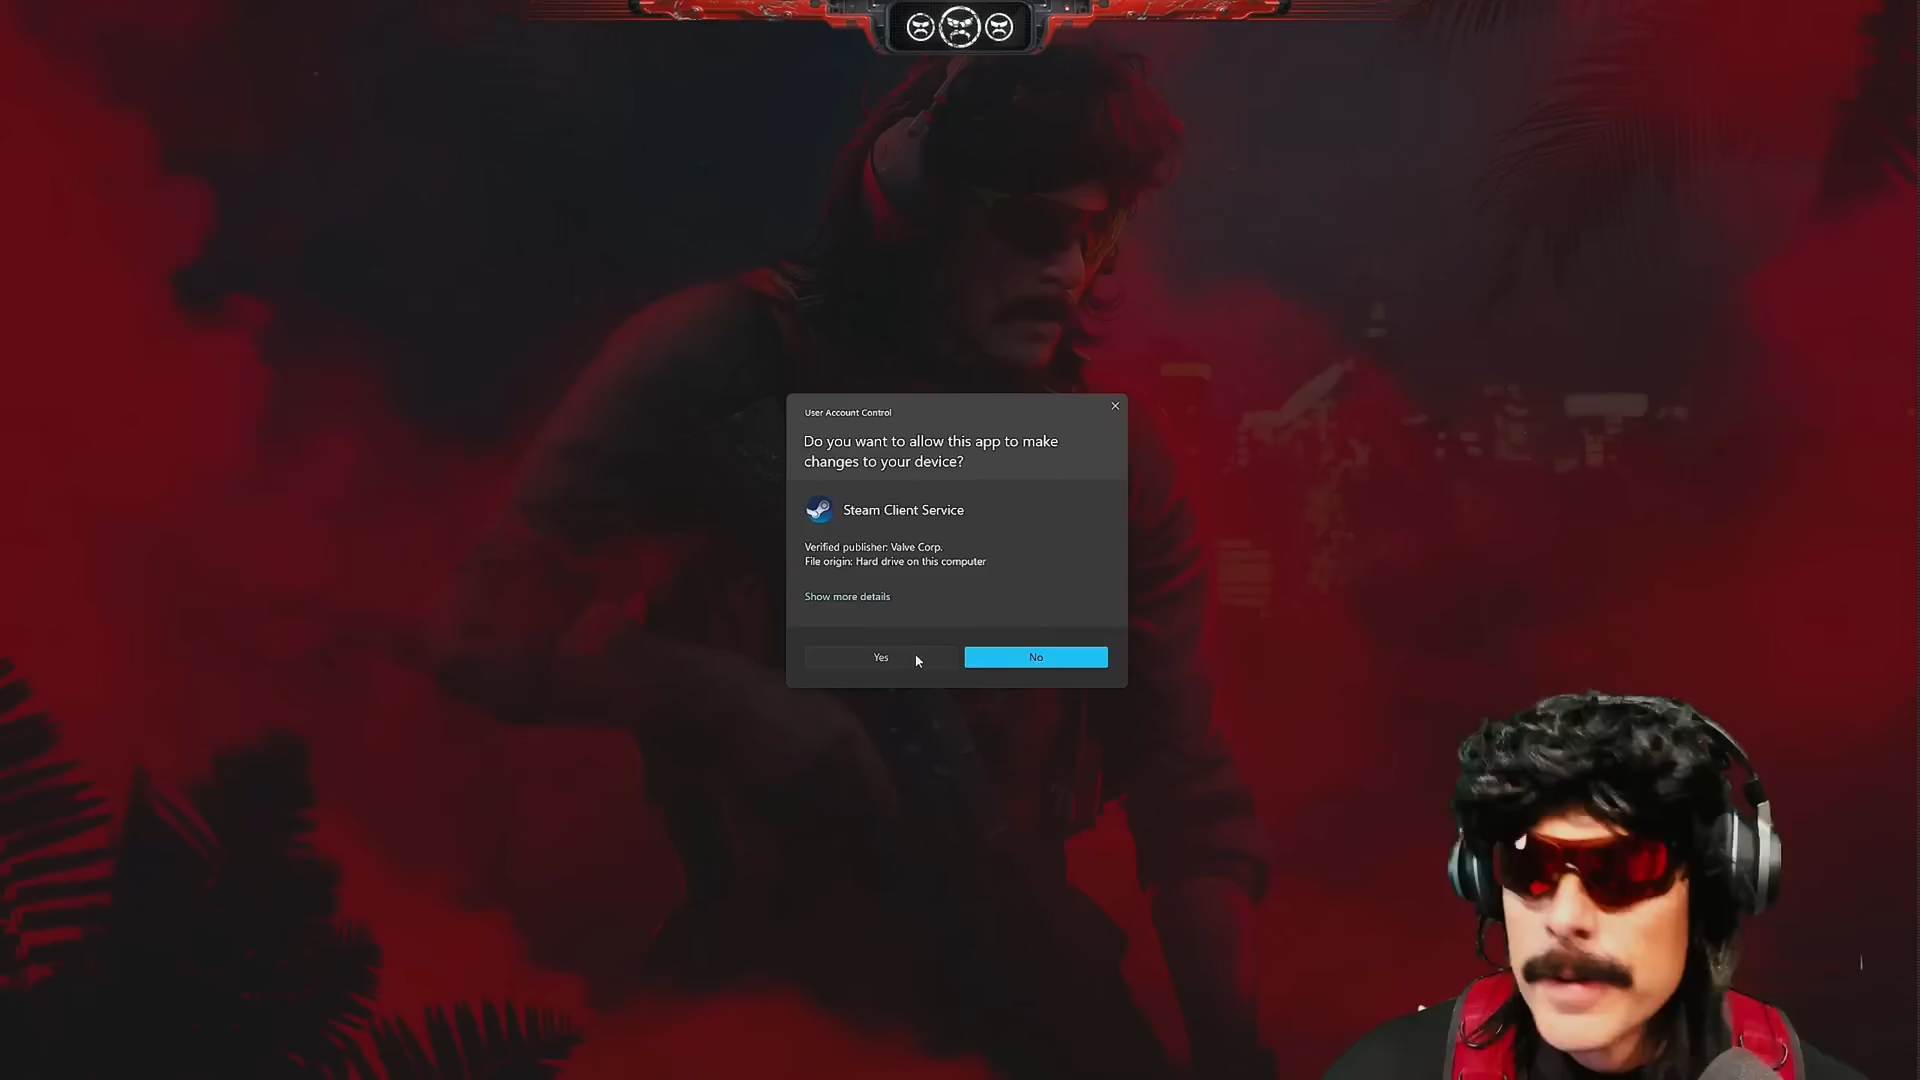 User Account Control
Do you want to allow this app to make
changes to your device?
Steam Client Service
Verified publisher: Valve Corp.
File origin: Hard drive on this computer
Show more details
Yes
No